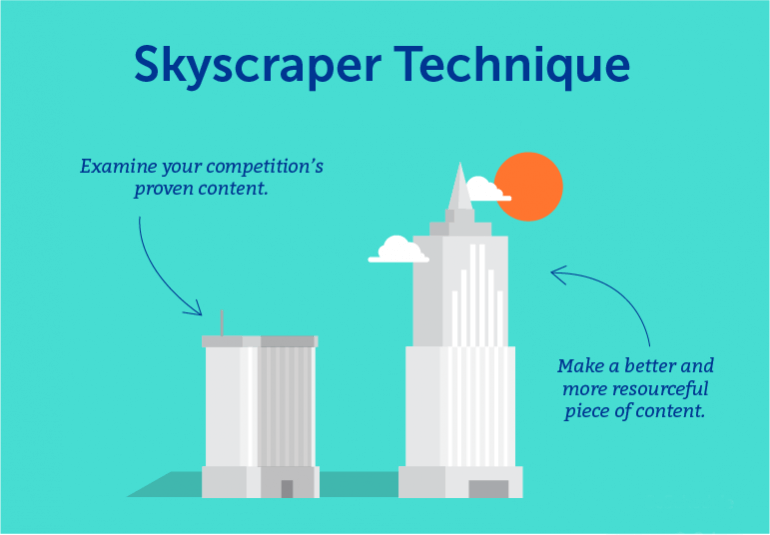 Skyscraper Technique
Examine your competition's
proven content.
Make a better and
more resourceful
piece of content.